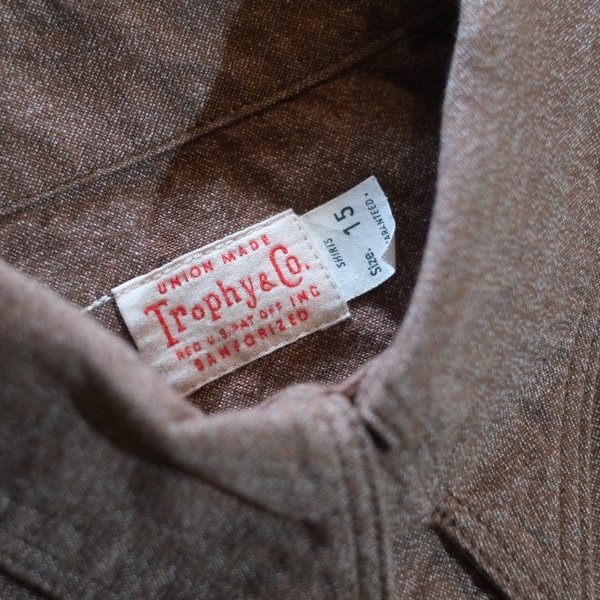 UNION MADE
Trophy & Co.
REG U.S. PAT. OFF. INC
SANFORIZED
SHIRTS
Size. 15